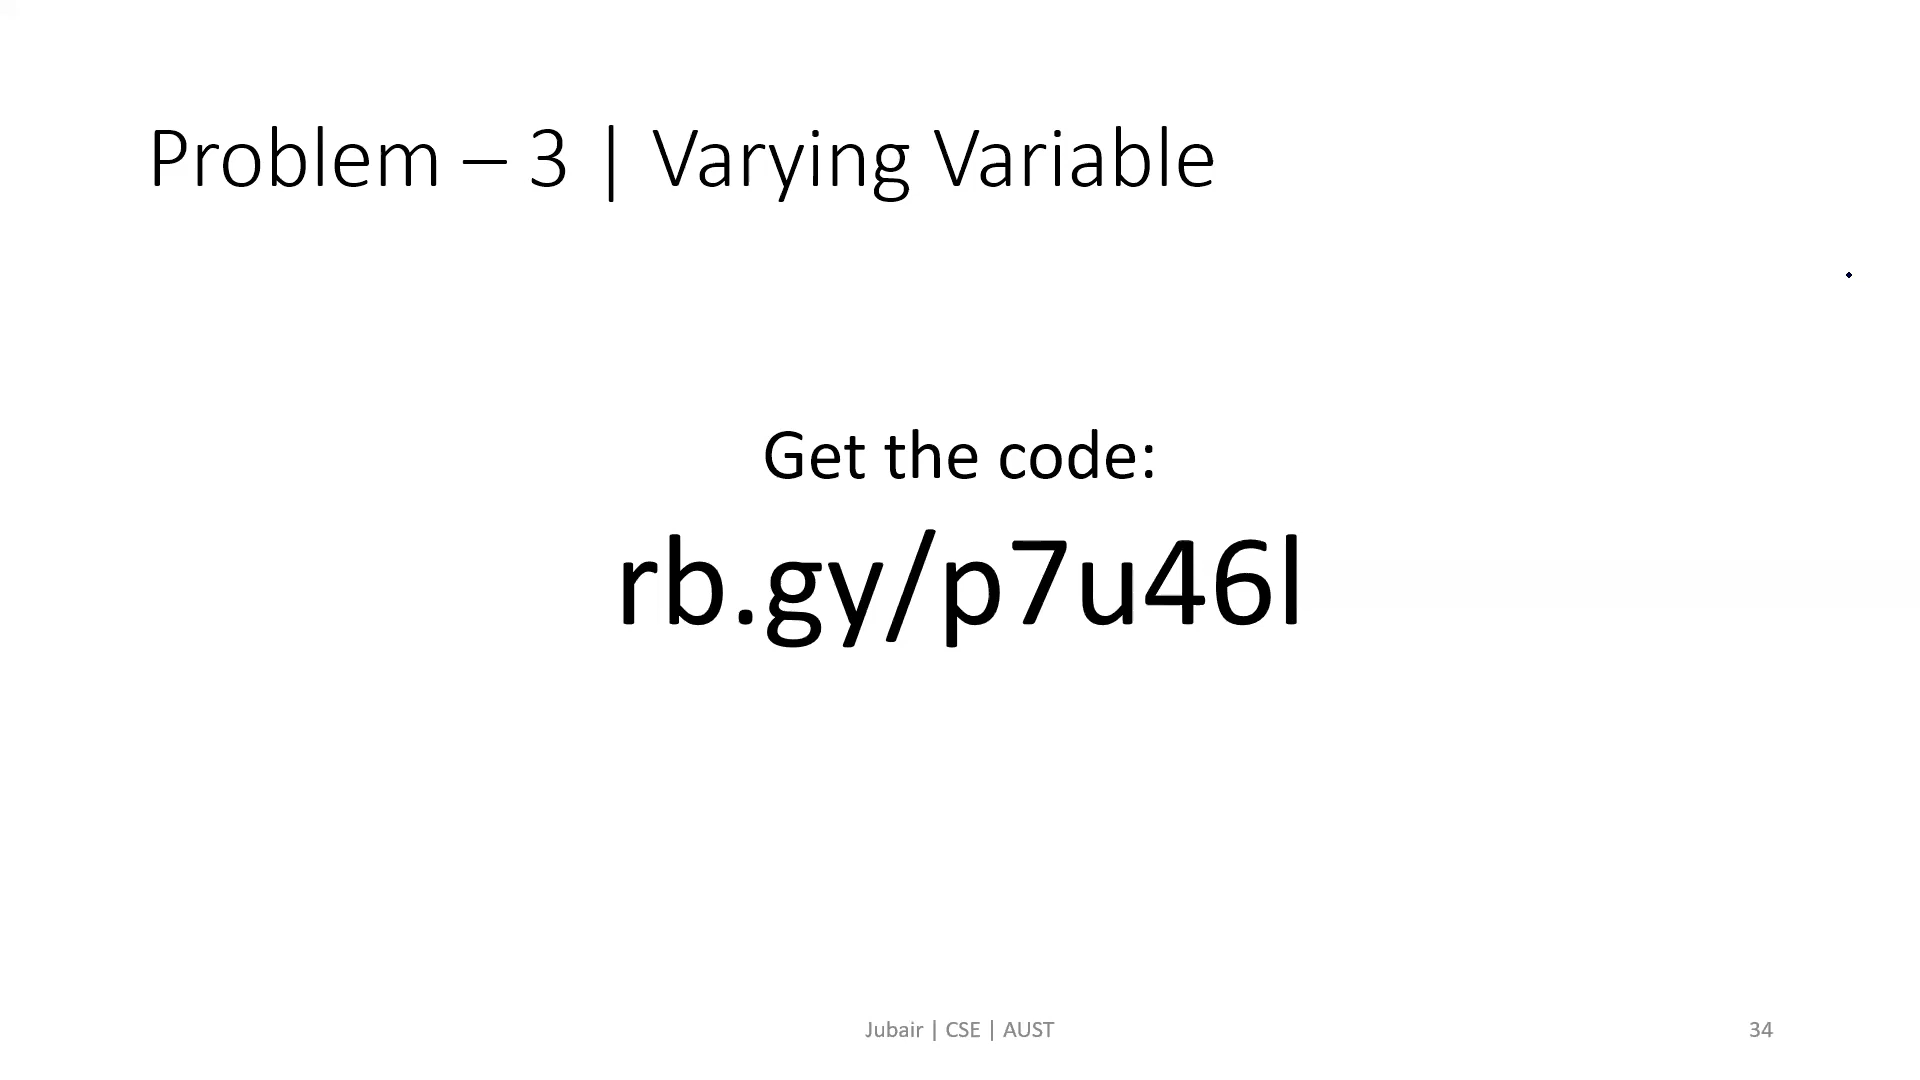 Problem – 3 | Varying Variable
Get the code:
rb.gy/p7u46l
Jubair | CSE | AUST
34